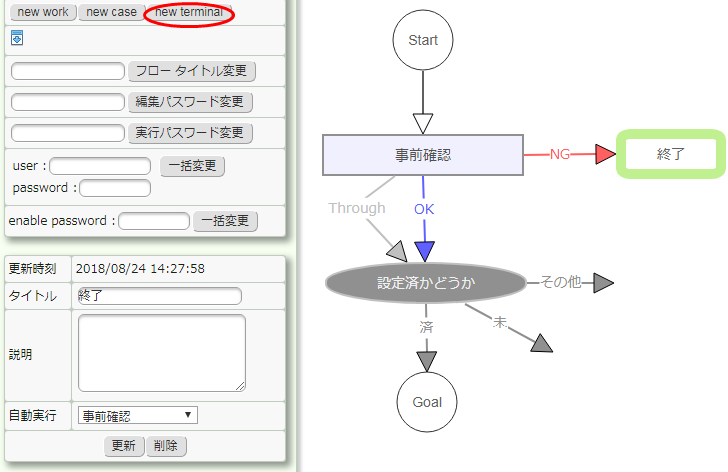 new work new case new terminal
フロー タイトル変更
編集パスワード変更
実行パスワード変更
user : 一括変更
password :
enable password : 一括変更
更新時刻 2018/08/24 14:27:58
タイトル 終了
説明
自動実行 事前確認
更新 削除
Start
事前確認 NG 終了
Through OK
設定済かどうか その他
済 未
Goal